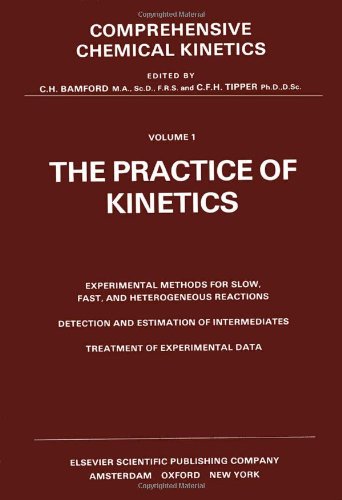 COMPREHENSIVE
CHEMICAL KINETICS
EDITED BY
C.H. BAMFORD M.A., Sc.D., F.R.S. AND C.F.H. TIPPER Ph.D.,D.Sc.
VOLUME 1
THE PRACTICE OF
KINETICS
EXPERIMENTAL METHODS FOR SLOW,
FAST, AND HETEROGENEOUS REACTIONS
DETECTION AND ESTIMATION OF INTERMEDIATES
TREATMENT OF EXPERIMENTAL DATA
ELSEVIER SCIENTIFIC PUBLISHING COMPANY
AMSTERDAM OXFORD NEW YORK